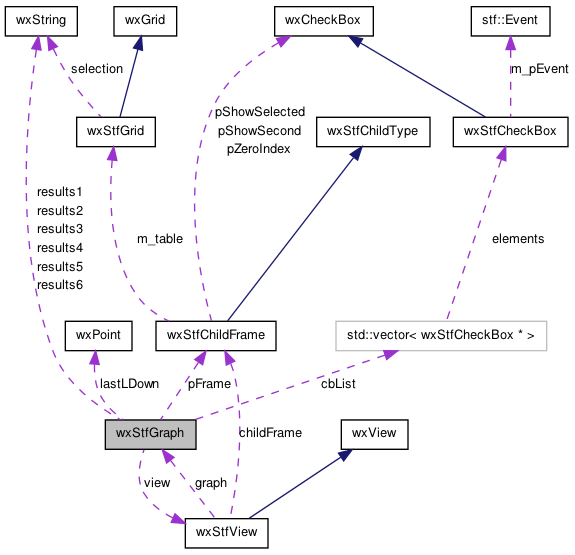 wxString
wxGrid
wxCheckBox
stf::Event
selection
m_pEvent
pShowSelected
pShowSecond
pZeroIndex
wxStfGrid
wxStfChildType
wxStfCheckBox
results1
results2
results3
results4
results5
results6
m_table
elements
wxPoint
wxStfChildFrame
std::vector< wxStfCheckBox * >
lastLDown
pFrame
cbList
wxStfGraph
childFrame
wxView
view
graph
wxStfView